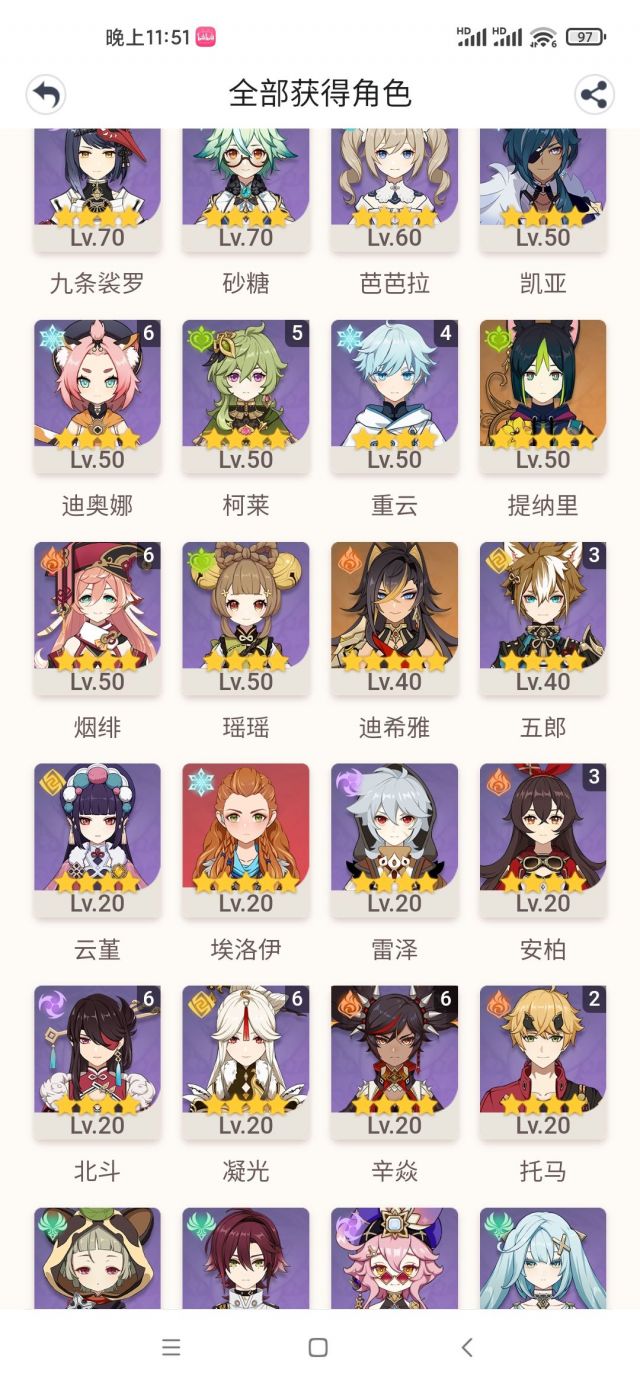 晚上11:51 HD HD 6 97
全部获得角色
Lv.70 Lv.70 Lv.60 Lv.50
九条裟罗 砂糖 芭芭拉 凯亚
6 5 4
Lv.50 Lv.50 Lv.50 Lv.50
迪奥娜 柯莱 重云 提纳里
6 3
Lv.50 Lv.50 Lv.40 Lv.40
烟绯 瑶瑶 迪希雅 五郎
3
Lv.20 Lv.20 Lv.20 Lv.20
云堇 埃洛伊 雷泽 安柏
6 6 6 2
Lv.20 Lv.20 Lv.20 Lv.20
北斗 凝光 辛焱 托马